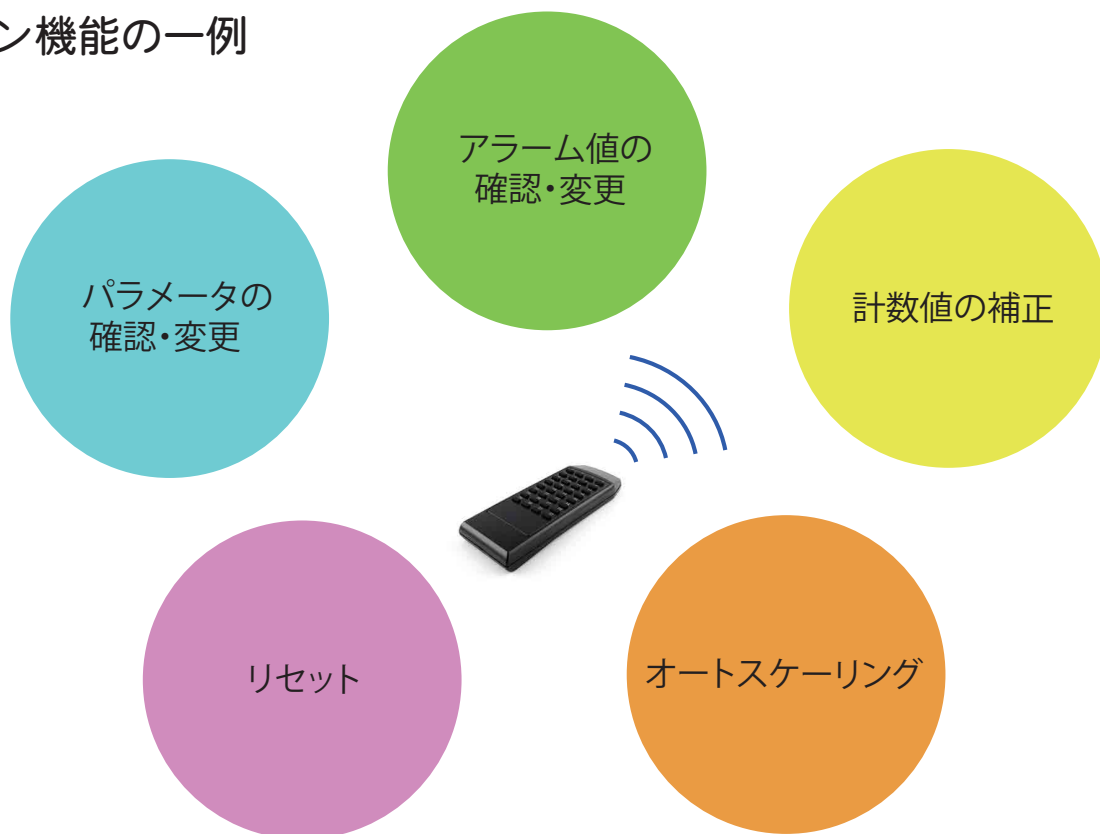 ン機能の一例
アラーム値の
確認・変更
パラメータの
確認・変更
計数値の補正
リセット
オートスケーリング